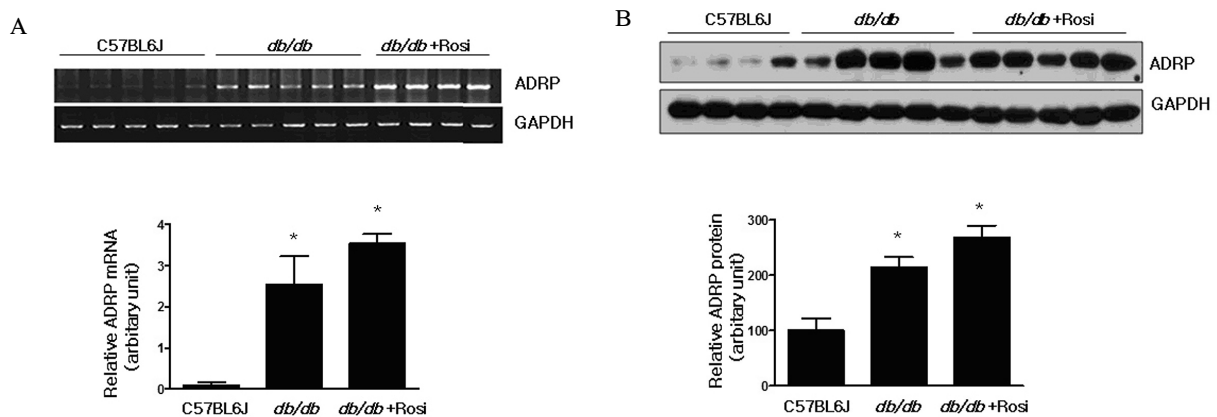 A
C57BL6J db/db db/db+Rosi
ADRP
GAPDH
Relative ADRP mRNA
(arbitary unit)
4
3
2
1
0
*
*
C57BL6J db/db db/db+Rosi
B
C57BL6J db/db db/db+Rosi
ADRP
GAPDH
Relative ADRP protein
(arbitary unit)
300
200
100
0
*
*
C57BL6J db/db db/db+Rosi